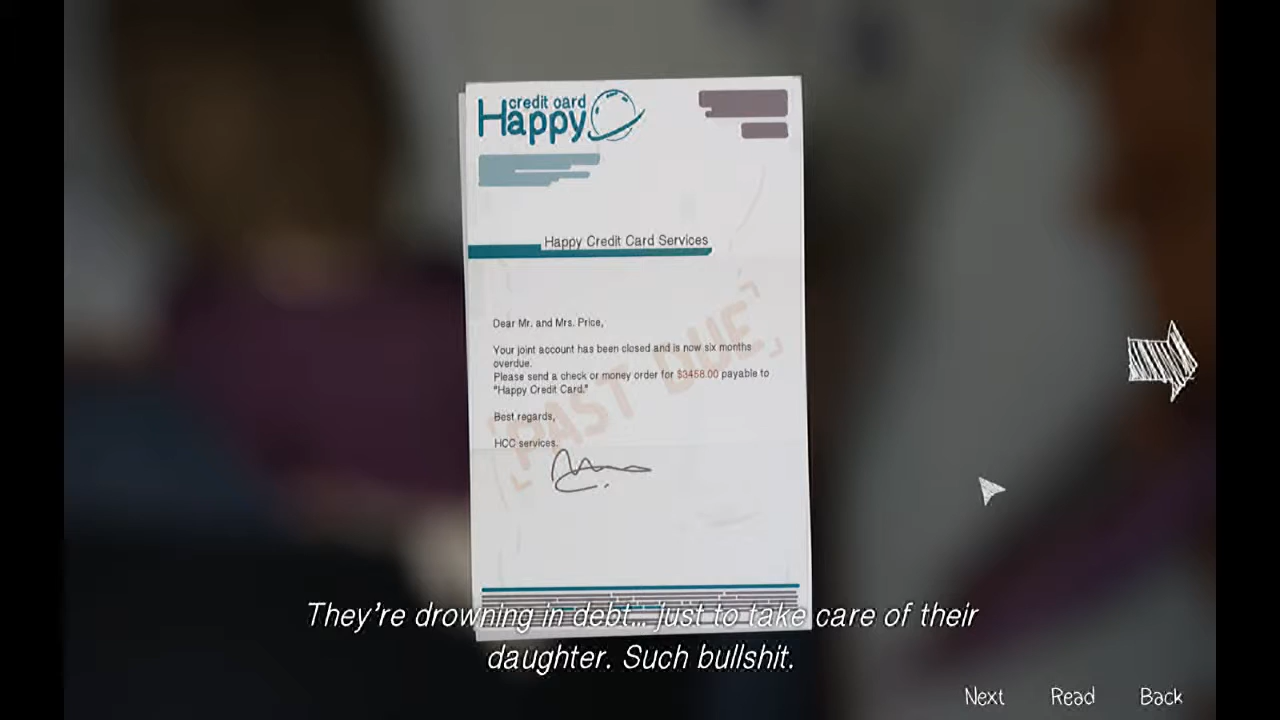 credit card
Happy
Happy Credit Card Services
Dear Mr. and Mrs. Price,
Your joint account has been closed and is now six months
overdue.
Please send a check or money order for $3458.00 payable to
"Happy Credit Card."
PAST DUE
Best regards,
HCC services.
They're drowning in debt... just to take care of their
daughter. Such bullshit.
Next Read Back